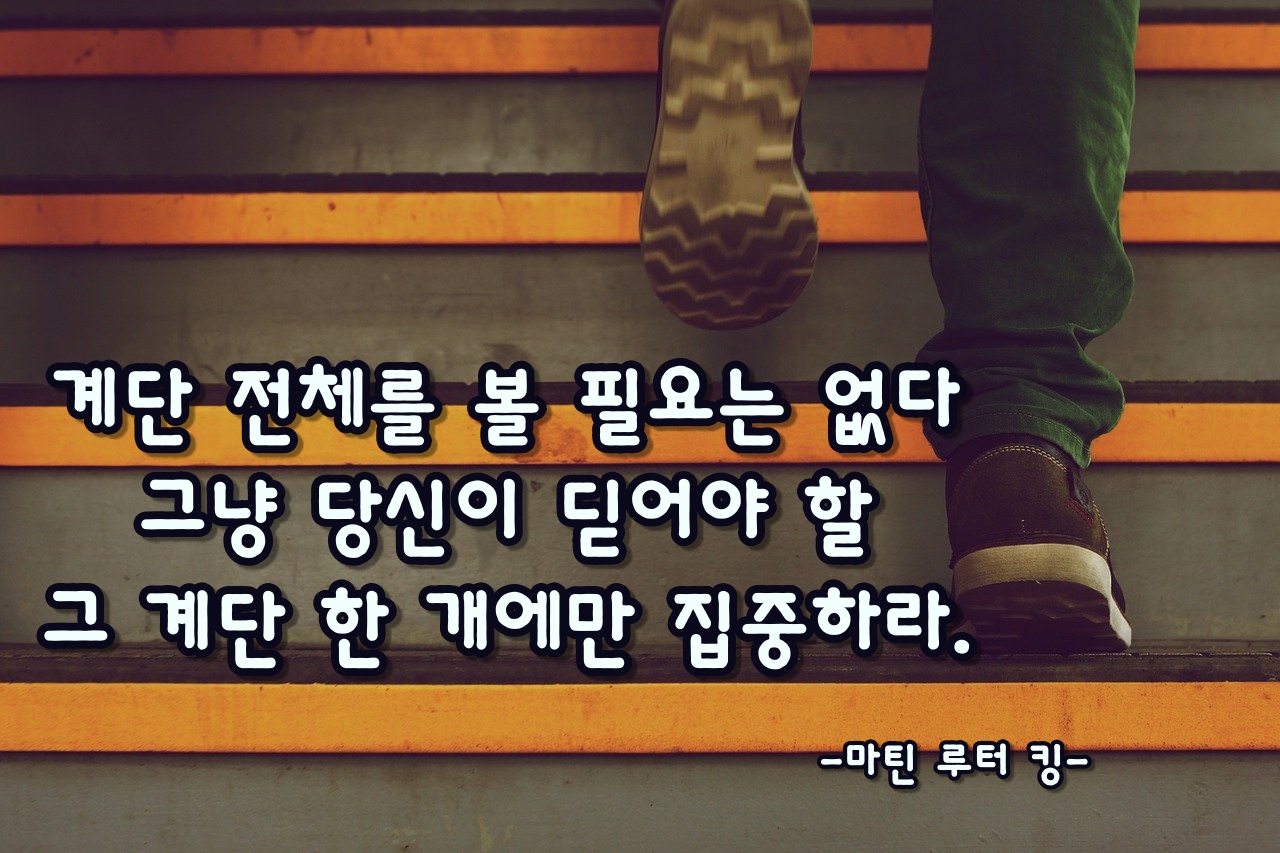 계단 전체를 볼 필요는 없다
그냥 당신이 딛어야 할
그 계단 한 개에만 집중하라.
-마틴 루터 킹-